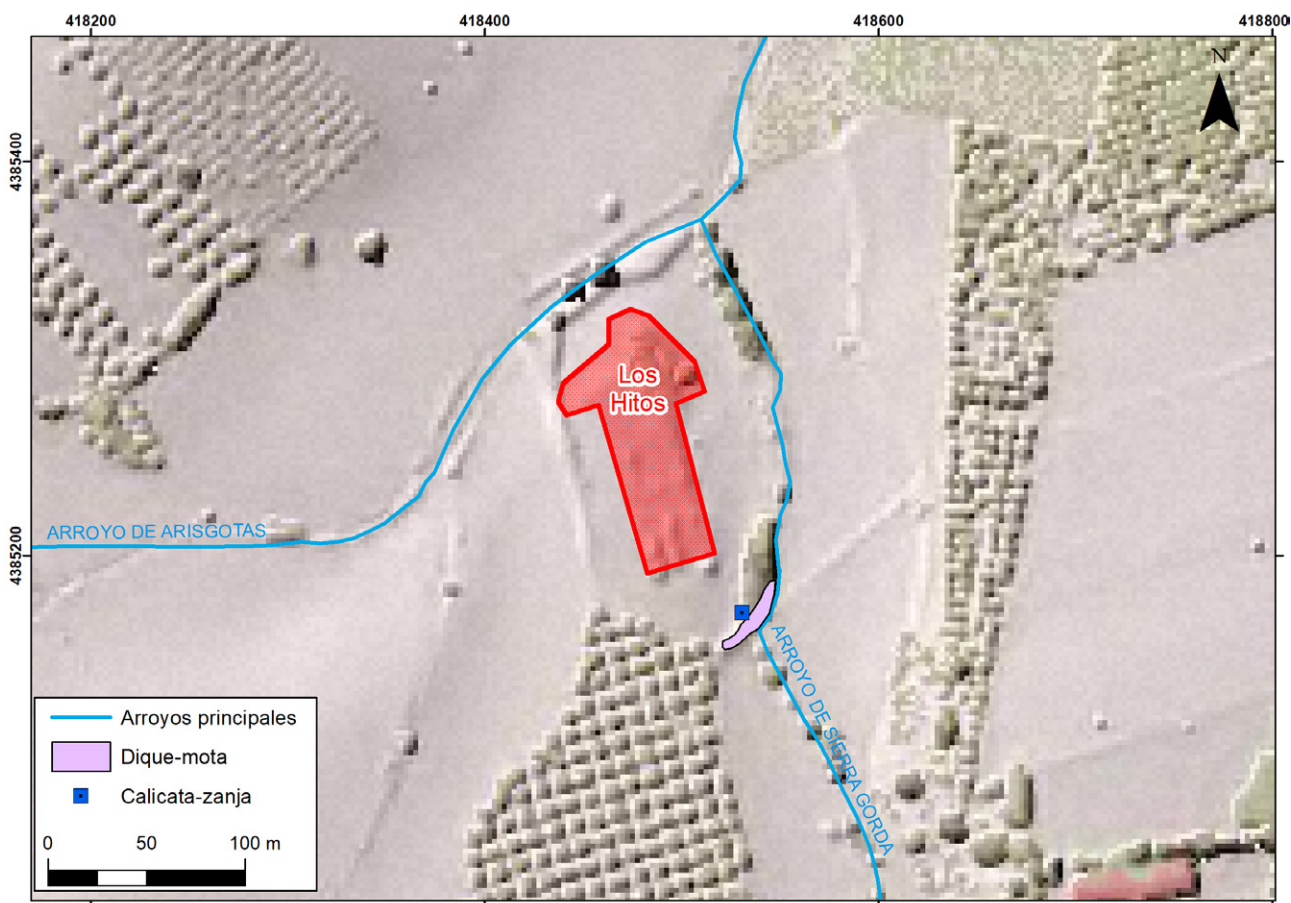 418200
418400
418600
418800
N
4385400
Los
Hitos
ARROYO DE ARISGOTAS
4385200
ARROYO DE SIERRA GORDA
Arroyos principales
Dique-mota
Calicata-zanja
0 50 100 m